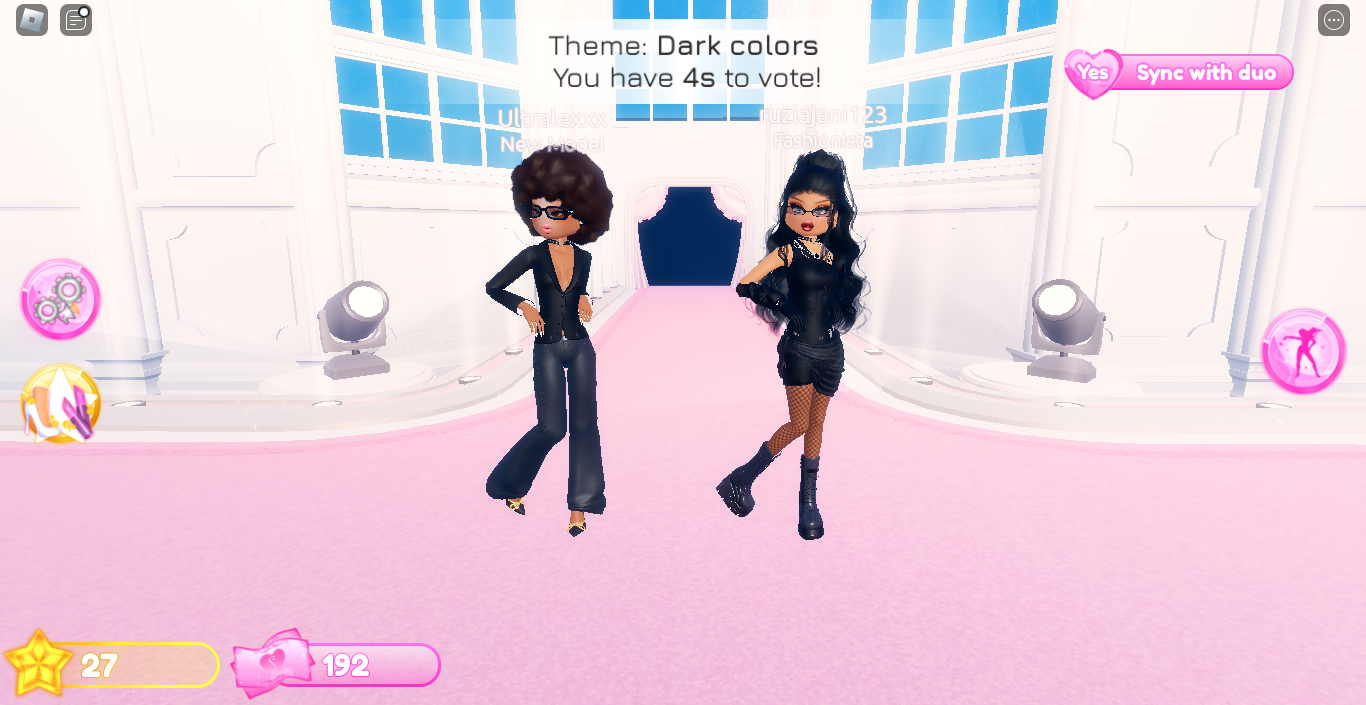 Theme: Dark colors
You have 4s to vote!
Yes
Sync with duo
Ultralexxx
ruziajani123
New Model
Fashionista
27
192